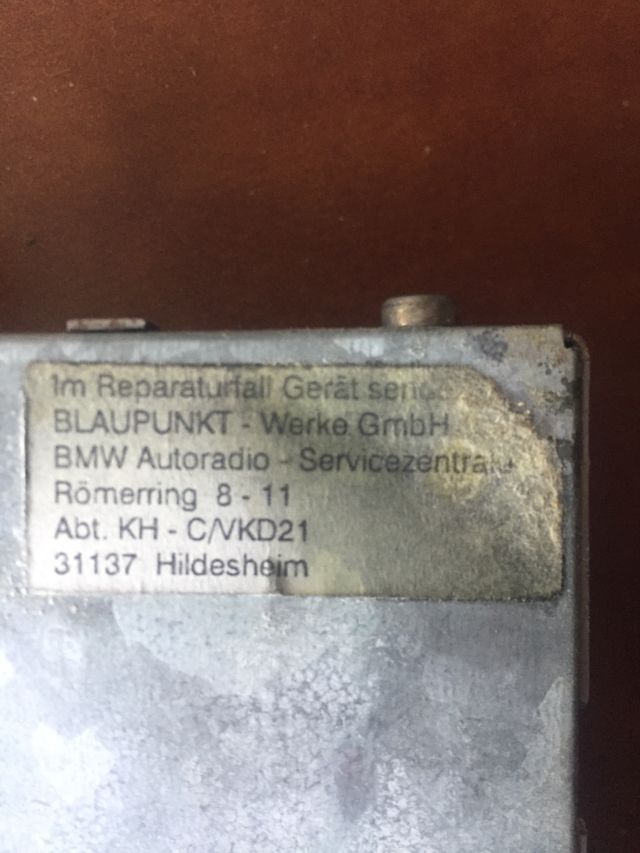 Im Reparaturfall Gerät
BLAUPUNKT - Werke GmbH
BMW Autoradio - Servicezentrale
Römerring 8 - 11
Abt. KH - C/VKD21
31137 Hildesheim